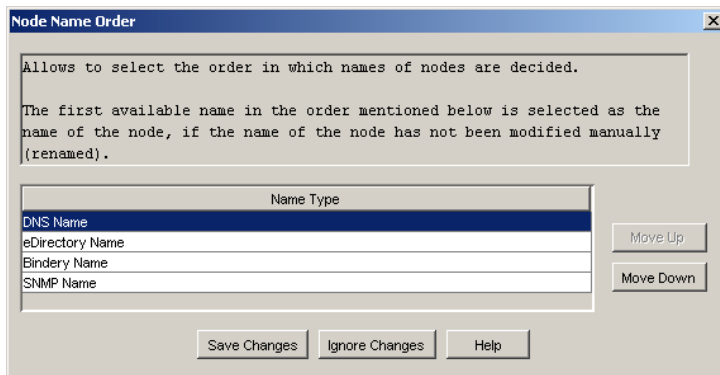 Node Name Order
Allows to select the order in which names of nodes are decided.
The first available name in the order mentioned below is selected as the
name of the node, if the name of the node has not been modified manually
(renamed).
Name Type
DNS Name
eDirectory Name
Bindery Name
SNMP Name
Move Up
Move Down
Save Changes
Ignore Changes
Help